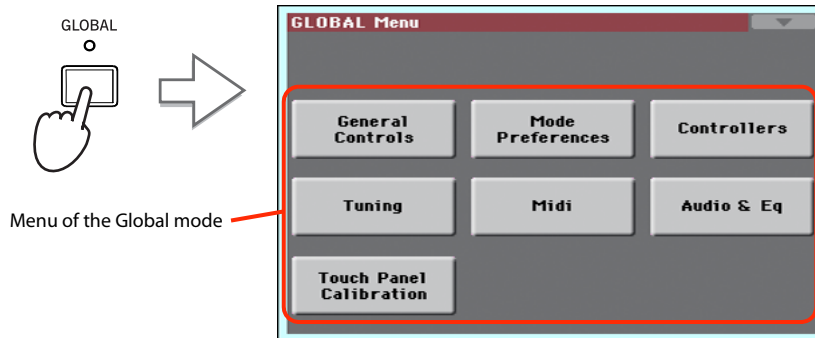 GLOBAL
GLOBAL Menu
General
Controls
Mode
Preferences
Controllers
Tuning
Midi
Audio & Eq
Touch Panel
Calibration
Menu of the Global mode